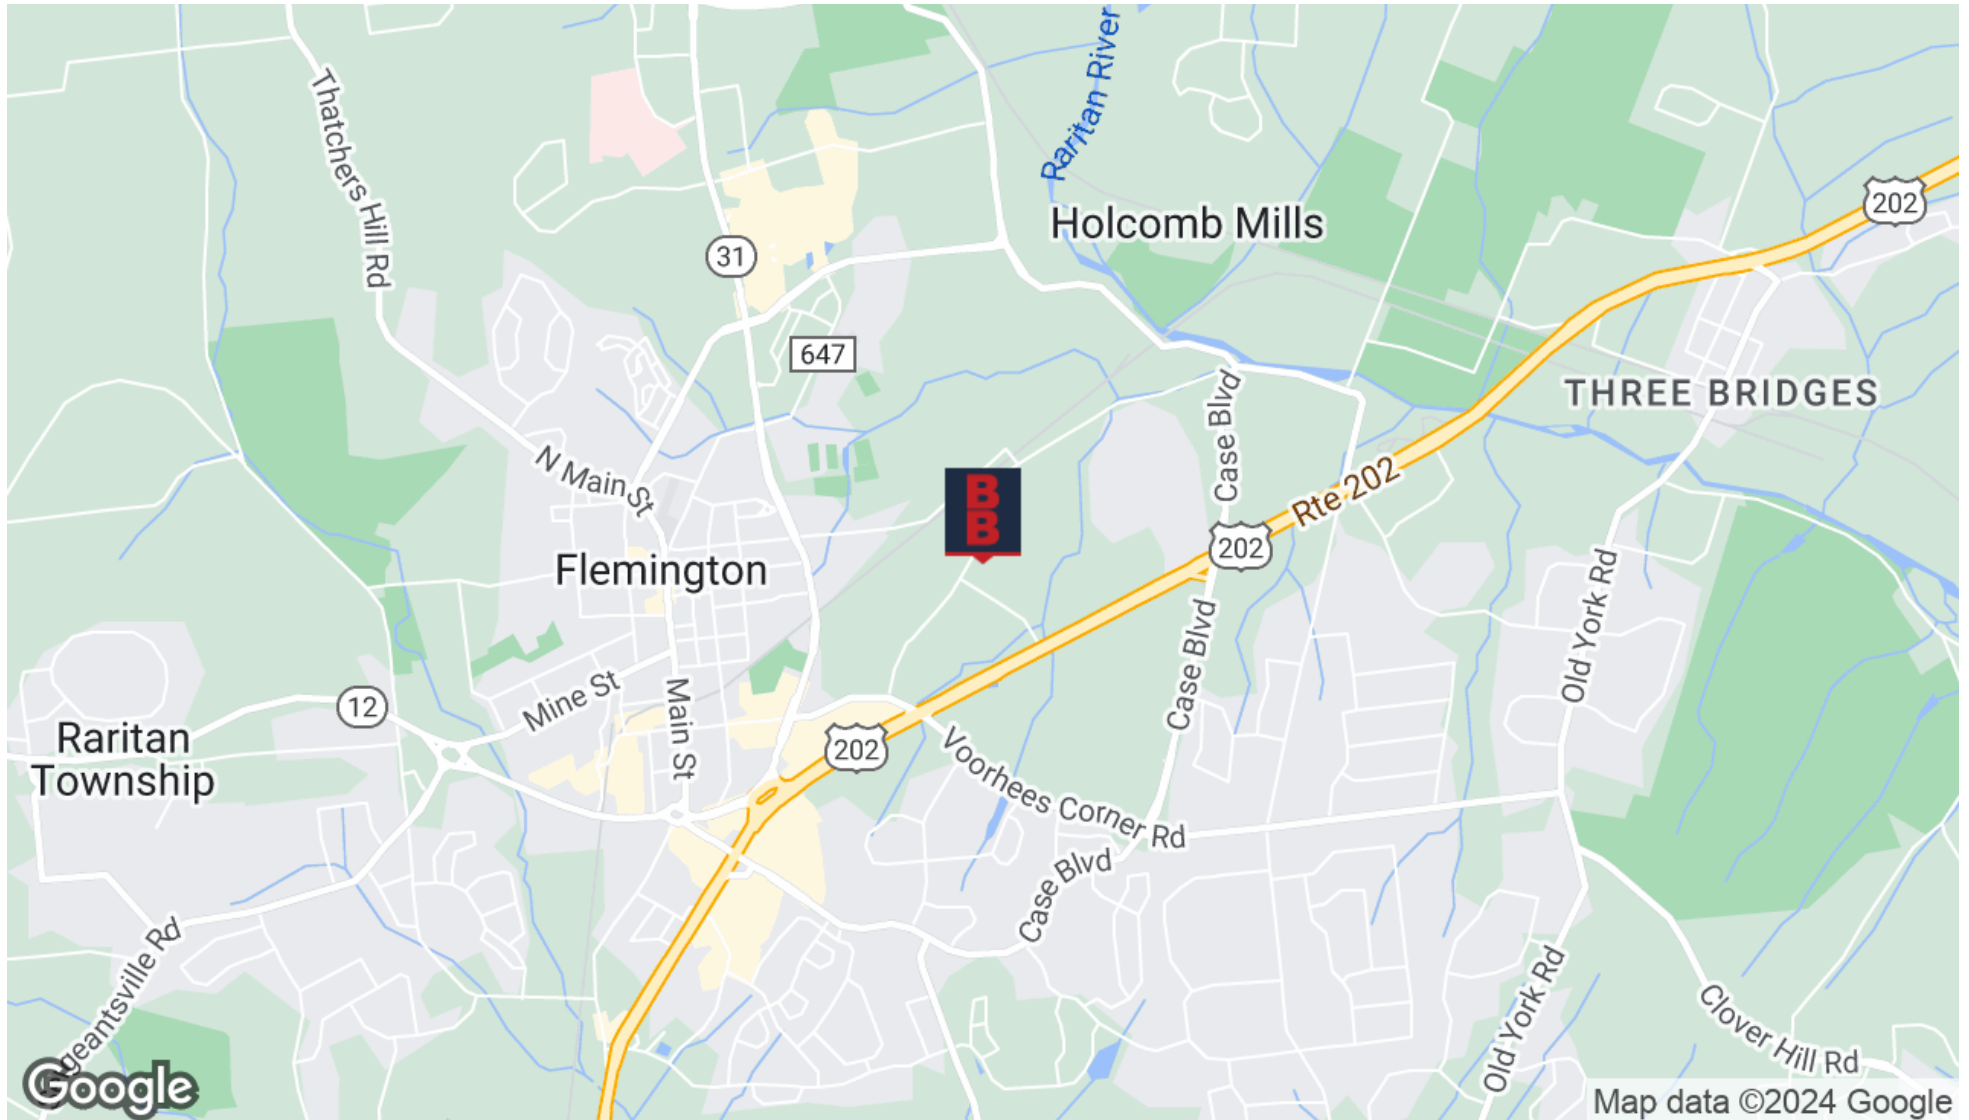 Raritan River
Thatchers Hill Rd
202
Holcomb Mills
31
647
THREE BRIDGES
Case Blvd
N Main St
B
B
Rte 202
202
Flemington
Old York Rd
Case Blvd
Mine St
12
Main St
Raritan
Township
202
Voorhees Corner Rd
Case Blvd
Old York Rd
Clover Hill Rd
Google
Map data ©2024 Google